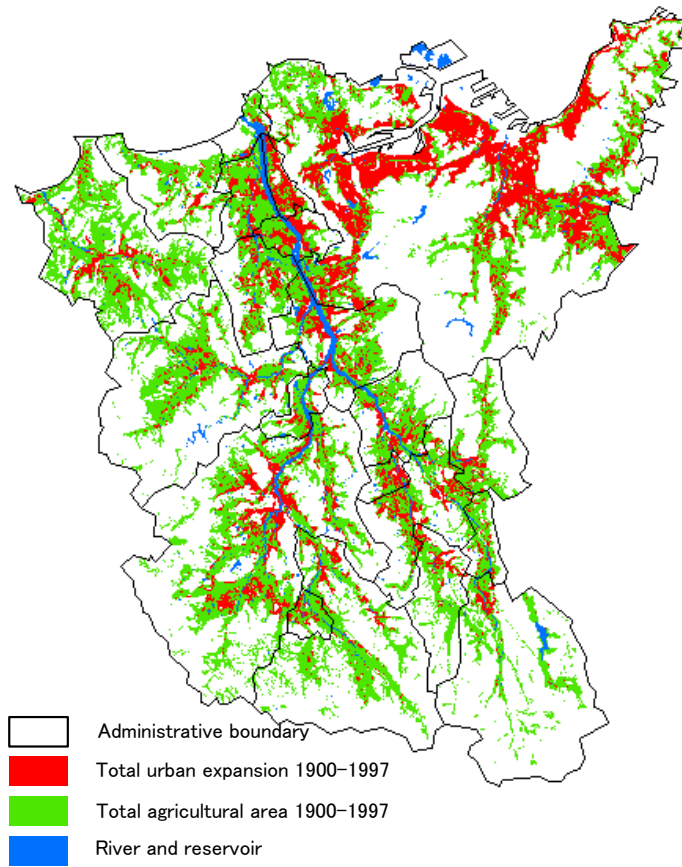 Administrative boundary
Total urban expansion 1900-1997
Total agricultural area 1900-1997
River and reservoir